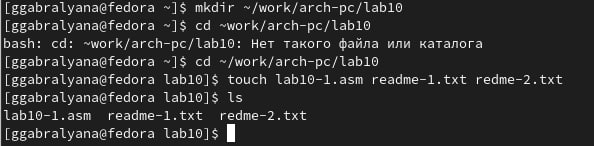 [ggabralyana@fedora ~]$ mkdir ~/work/arch-pc/lab10
[ggabralyana@fedora ~]$ cd ~work/arch-pc/lab10
bash: cd: ~work/arch-pc/lab10: Нет такого файла или каталога
[ggabralyana@fedora ~]$ cd ~/work/arch-pc/lab10
[ggabralyana@fedora lab10]$ touch lab10-1.asm readme-1.txt redme-2.txt
[ggabralyana@fedora lab10]$ ls
lab10-1.asm  readme-1.txt  redme-2.txt
[ggabralyana@fedora lab10]$